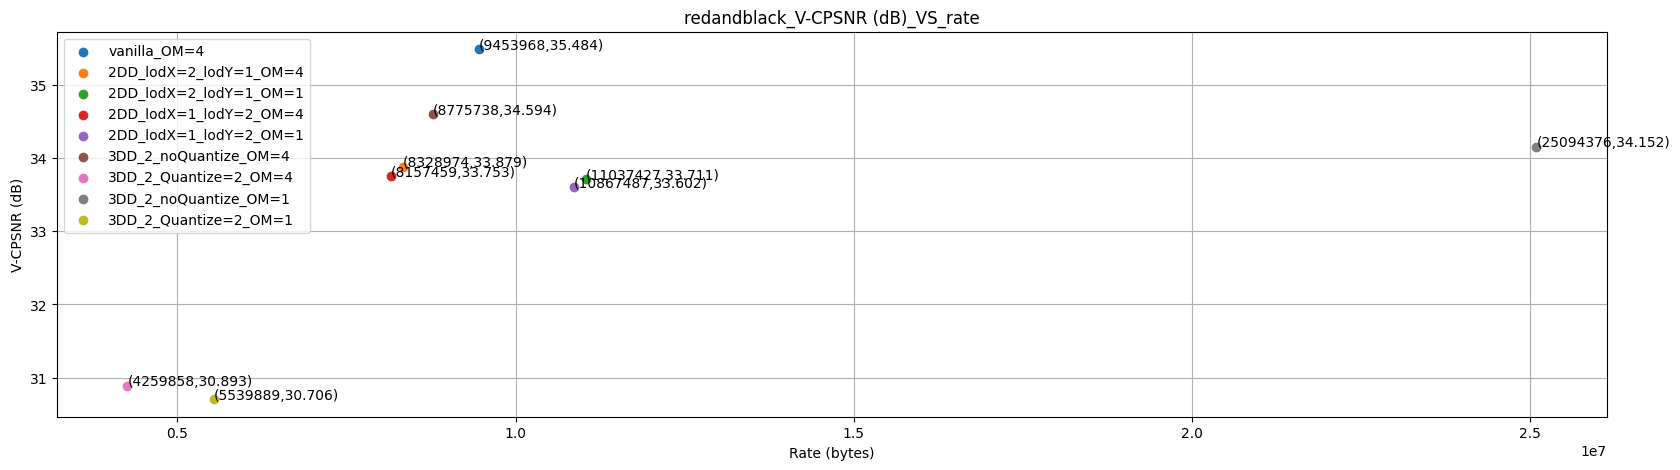 redandblack_V-CPSNR (dB)_VS_rate
V-CPSNR (dB)
35
34
33
32
31
vanilla_OM=4
2DD_lodX=2_lodY=1_OM=4
2DD_lodX=2_lodY=1_OM=1
2DD_lodX=1_lodY=2_OM=4
2DD_lodX=1_lodY=2_OM=1
3DD_2_noQuantize_OM=4
3DD_2_Quantize=2_OM=4
3DD_2_noQuantize_OM=1
3DD_2_Quantize=2_OM=1
(9453968,35.484)
(8775738,34.594)
(25094376,34.152)
(8328974,33.879)
(8157459,33.753)
(11037427,33.711)
(10867487,33.602)
(4259858,30.893)
(5539889,30.706)
0.5
1.0
1.5
2.0
2.5
1e7
Rate (bytes)